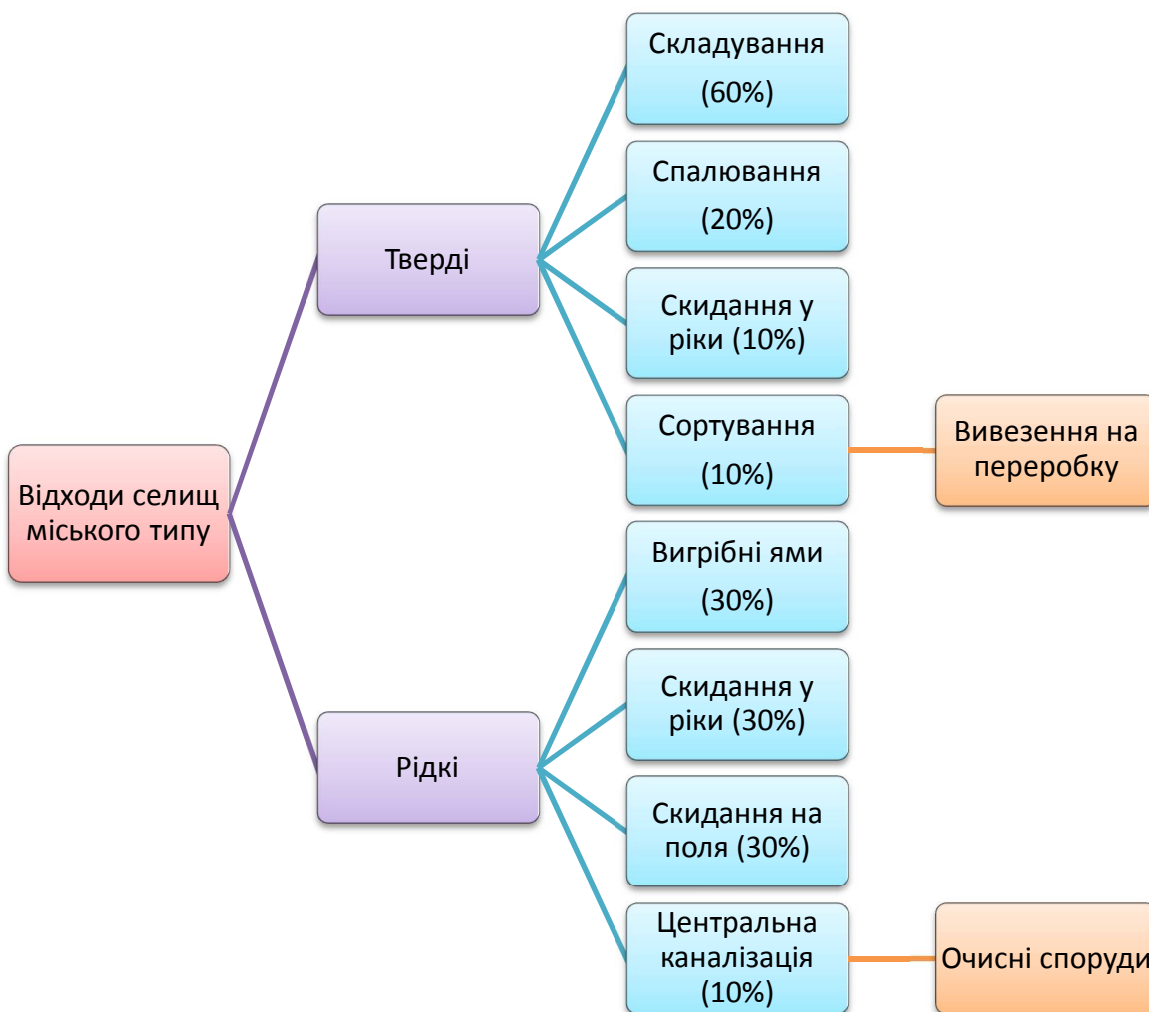 Відходи селищ
міського типу
Тверді
Складування
(60%)
Спалювання
(20%)
Скидання у
ріки (10%)
Сортування
(10%)
Вивезення на
переробку
Рідкі
Вигрібні ями
(30%)
Скидання у
ріки (30%)
Скидання на
поля (30%)
Центральна
каналізація
(10%)
Очисні споруди